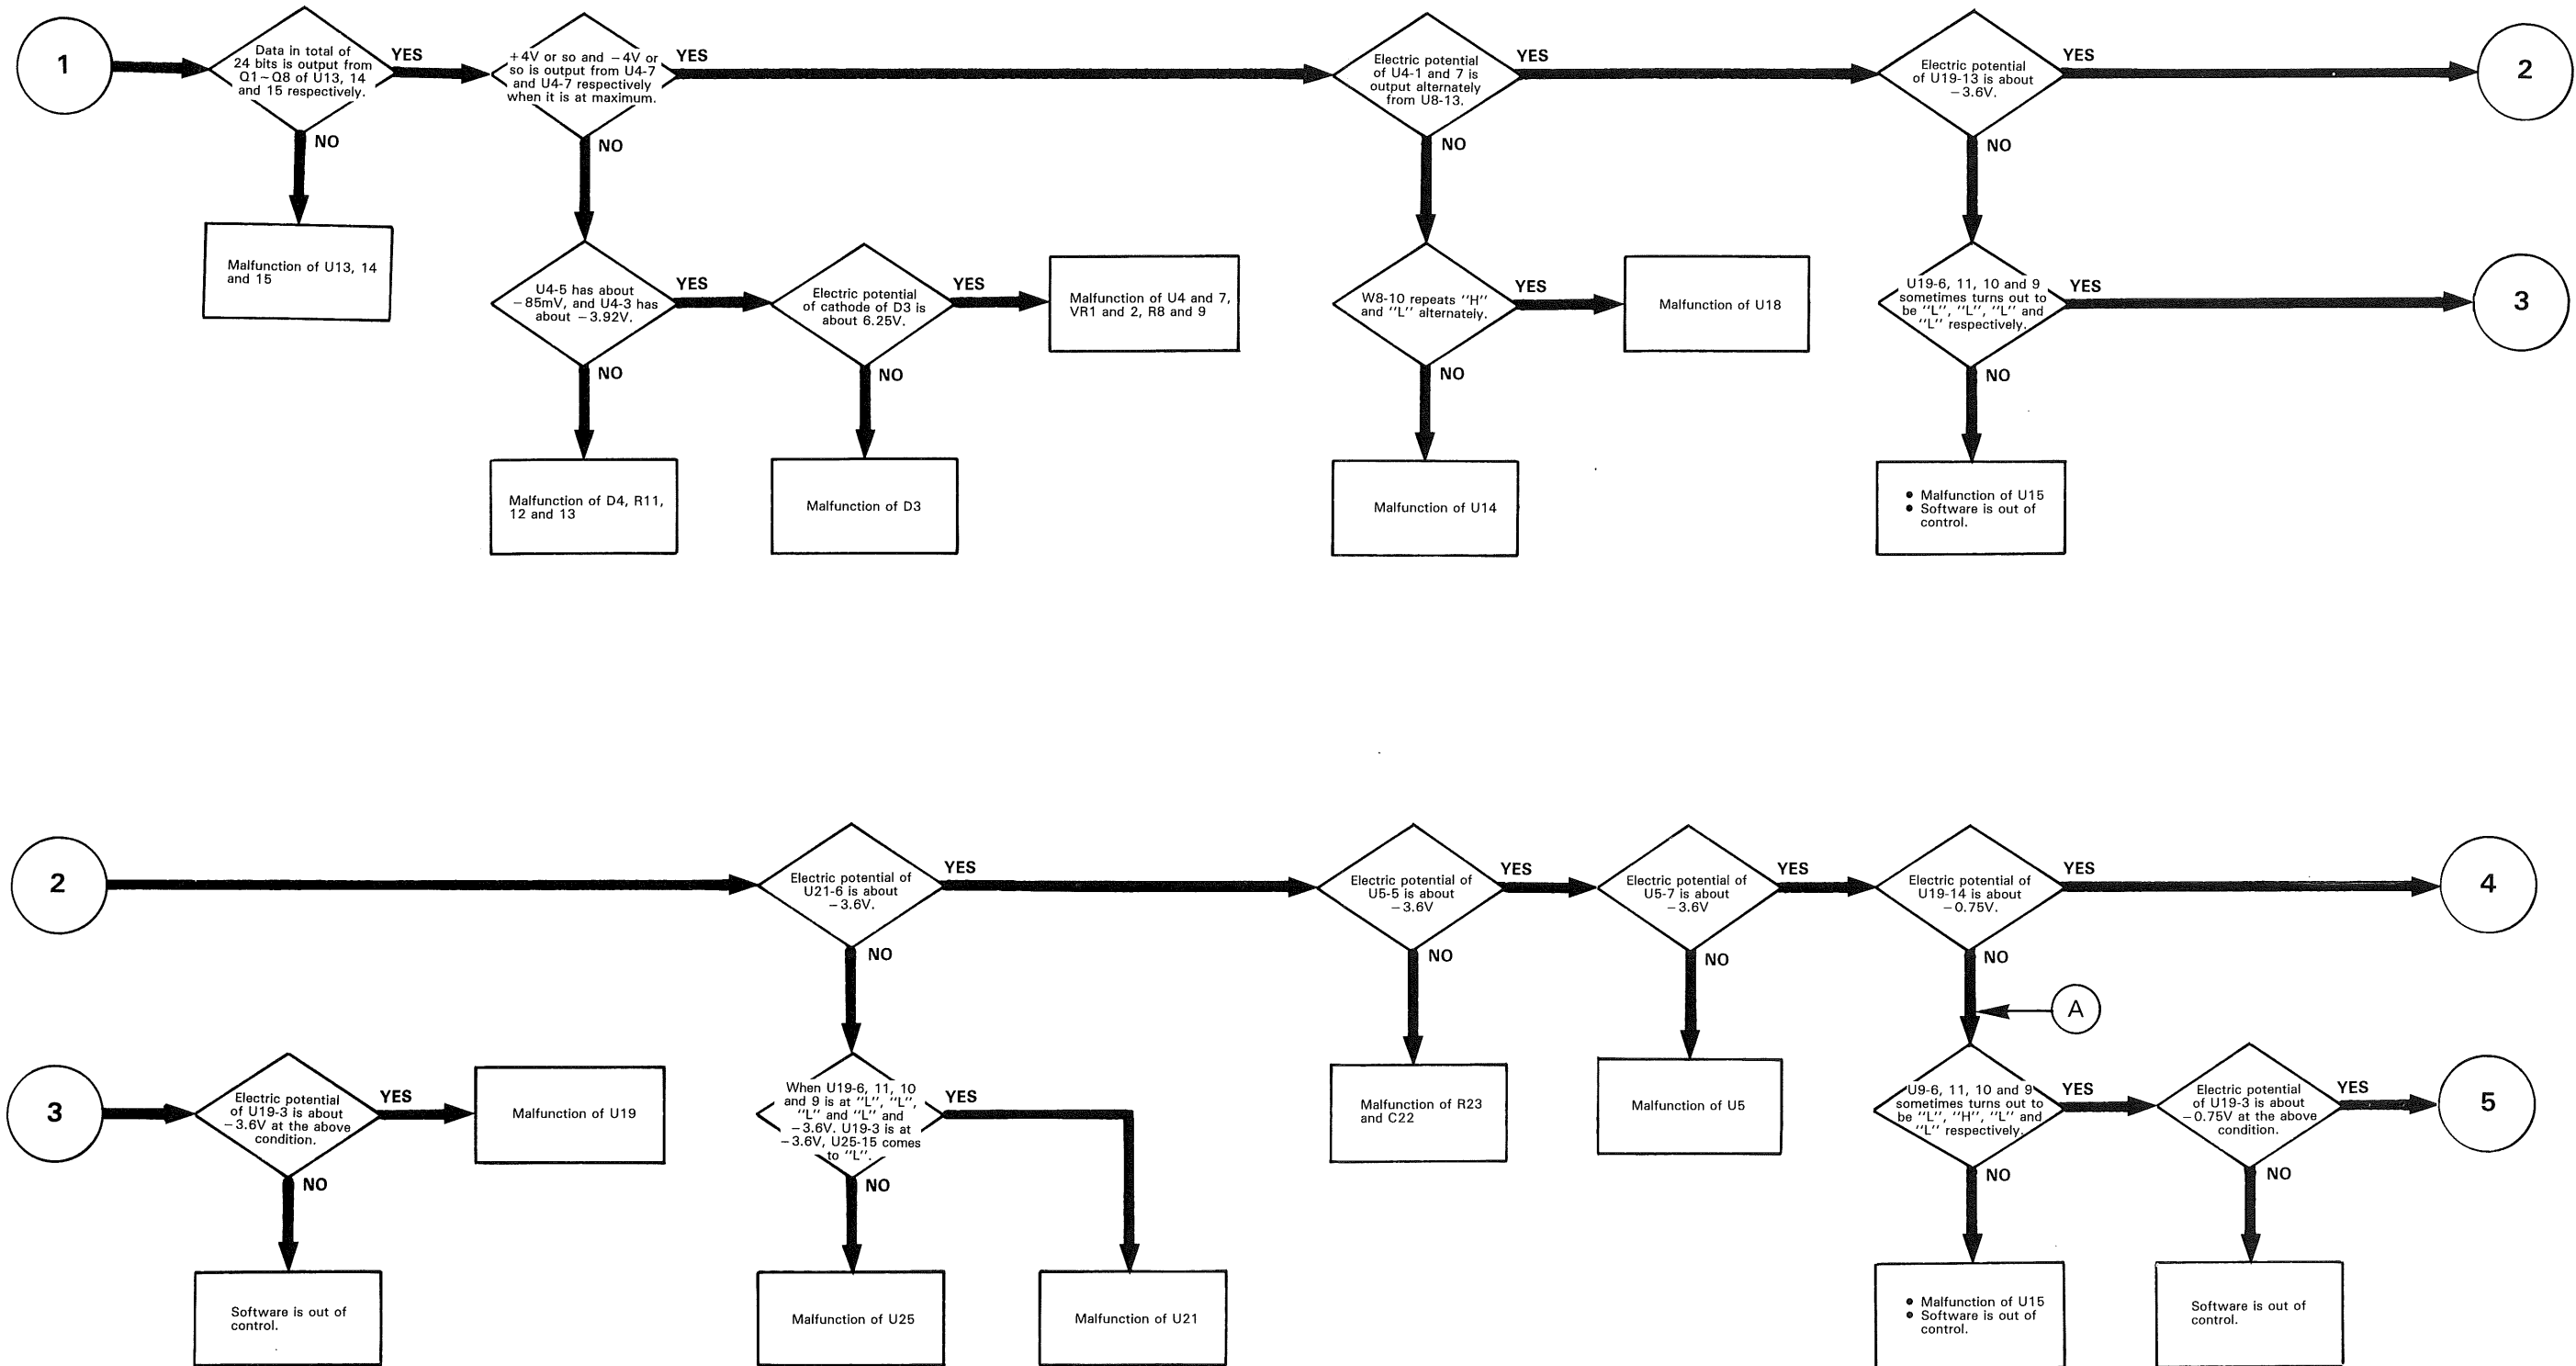 1
Data in total of
24 bits is output from
Q1~Q8 of U13, 14
and 15 respectively.
YES
NO
Malfunction of U13, 14
and 15
+4V or so and −4V or
so is output from U4-7
and U4-7 respectively
when it is at maximum.
YES
NO
U4-5 has about
−85mV, and U4-3 has
about −3.92V.
YES
NO
Malfunction of D4, R11,
12 and 13
Electric potential
of cathode of D3 is
about 6.25V.
YES
NO
Malfunction of D3
Malfunction of U4 and 7,
VR1 and 2, R8 and 9
Electric potential
of U4-1 and 7 is
output alternately
from U8-13.
YES
NO
W8-10 repeats "H"
and "L" alternately.
YES
NO
Malfunction of U14
Malfunction of U18
Electric potential
of U19-13 is about
−3.6V.
YES
NO
2
U19-6, 11, 10 and 9
sometimes turns out to
be "L", "L", "L" and
"L" respectively.
YES
NO
3
• Malfunction of U15
• Software is out of
control.
2
Electric potential of
U21-6 is about
−3.6V.
YES
NO
When U19-6, 11, 10
and 9 is at "L", "L",
"L" and "L" and
−3.6V. U19-3 is at
−3.6V, U25-15 comes
to "L".
YES
NO
Malfunction of U25
Malfunction of U21
Electric potential of
U5-5 is about
−3.6V
YES
NO
Malfunction of R23
and C22
Electric potential of
U5-7 is about
−3.6V
YES
NO
Malfunction of U5
Electric potential of
U19-14 is about
−0.75V.
YES
NO
4
A
U9-6, 11, 10 and 9
sometimes turns out to
be "L", "H", "L" and
"L" respectively.
YES
NO
• Malfunction of U15
• Software is out of
control.
Electric potential
of U19-3 is about
−0.75V at the above
condition.
YES
NO
5
Software is out of
control.
3
Electric potential
of U19-3 is about
−3.6V at the above
condition.
YES
NO
Malfunction of U19
Software is out of
control.